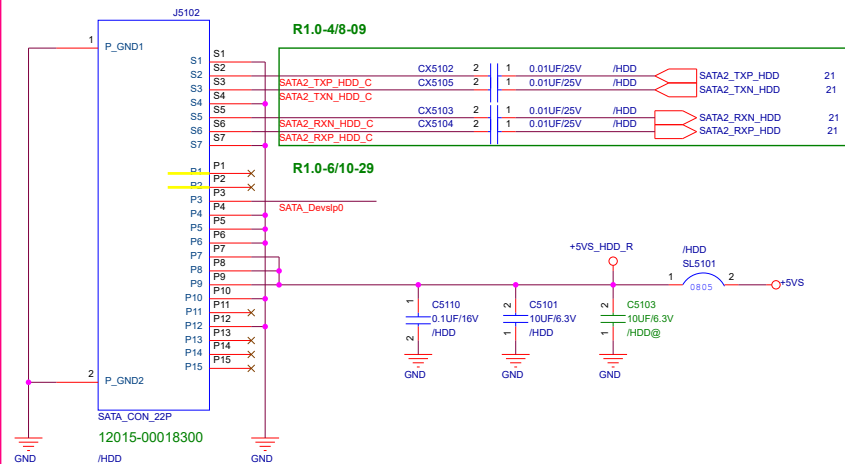 J5102
R1.0-4/8-09
1
P_GND1
S1
S1
S2
S2
S3
S3
S4
S4
S5
S5
S6
S6
S7
S7
CX5102 2 1 0.01UF/25V /HDD SATA2_TXP_HDD 21
SATA2_TXP_HDD_C
CX5105 2 1 0.01UF/25V /HDD SATA2_TXN_HDD 21
SATA2_TXN_HDD_C
CX5103 2 1 0.01UF/25V /HDD SATA2_RXN_HDD 21
SATA2_RXN_HDD_C
CX5104 2 1 0.01UF/25V /HDD SATA2_RXP_HDD 21
SATA2_RXP_HDD_C
R1.0-6/10-29
P1
P1
P2
P2
P3
P3
SATA_Devslp0
P4
P4
P5
P5
P6
P6
P7
P7
P8
P8
P9
P9
P10
P10
P11
P11
P12
P12
P13
P13
P14
P14
P15
P15
+5VS_HDD_R
/HDD
SL5101
1 2
0805
+5VS
1
C5110
0.1UF/16V
2
/HDD
GND
2
C5101
10UF/6.3V
1
/HDD
GND
2
C5103
10UF/6.3V
1
/HDD@
GND
2
P_GND2
SATA_CON_22P
12015-00018300
/HDD
GND
GND